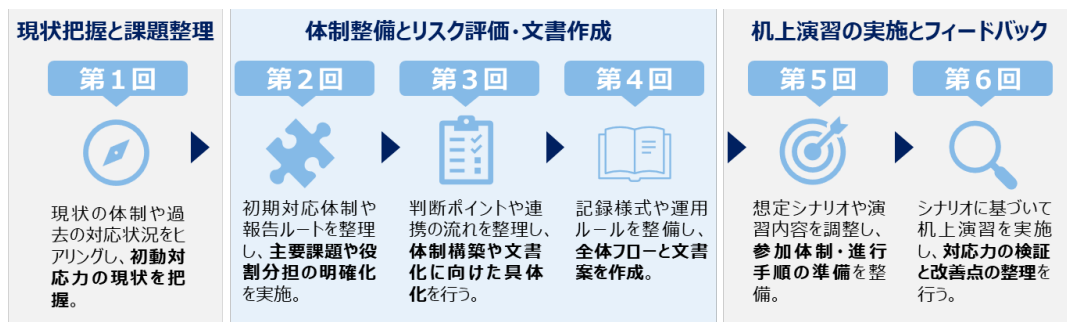 現状把握と課題整理
第1回
現状の体制や過
去の対応状況をヒ
アリングし、初動対
応力の現状を把
握。
体制整備とリスク評価・文書作成
第2回
初期対応体制や
報告ルートを整理
し、主要課題や役
割分担の明確化
を実施。
第3回
判断ポイントや連
携の流れを整理し、
体制構築や文書
化に向けた具体
化を行う。
第4回
記録様式や運用
ルールを整備し、
全体フローと文書
案を作成。
机上演習の実施とフィードバック
第5回
想定シナリオや演
習内容を調整し、
参加体制・進行
手順の準備を整
備。
第6回
シナリオに基づいて
机上演習を実施
し、対応力の検証
と改善点の整理を
行う。